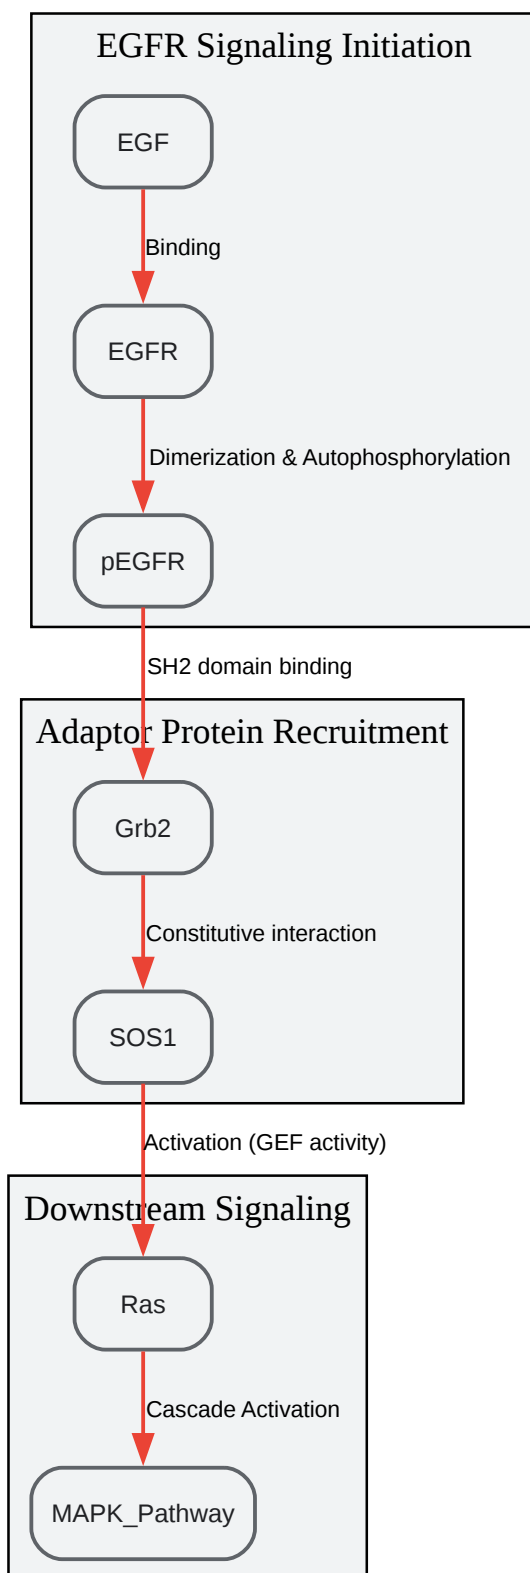 EGFR Signaling Initiation
EGF
Binding
EGFR
Dimerization & Autophosphorylation
pEGFR
SH2 domain binding
Adaptor Protein Recruitment
Grb2
Constitutive interaction
SOS1
Activation (GEF activity)
Downstream Signaling
Ras
Cascade Activation
MAPK_Pathway